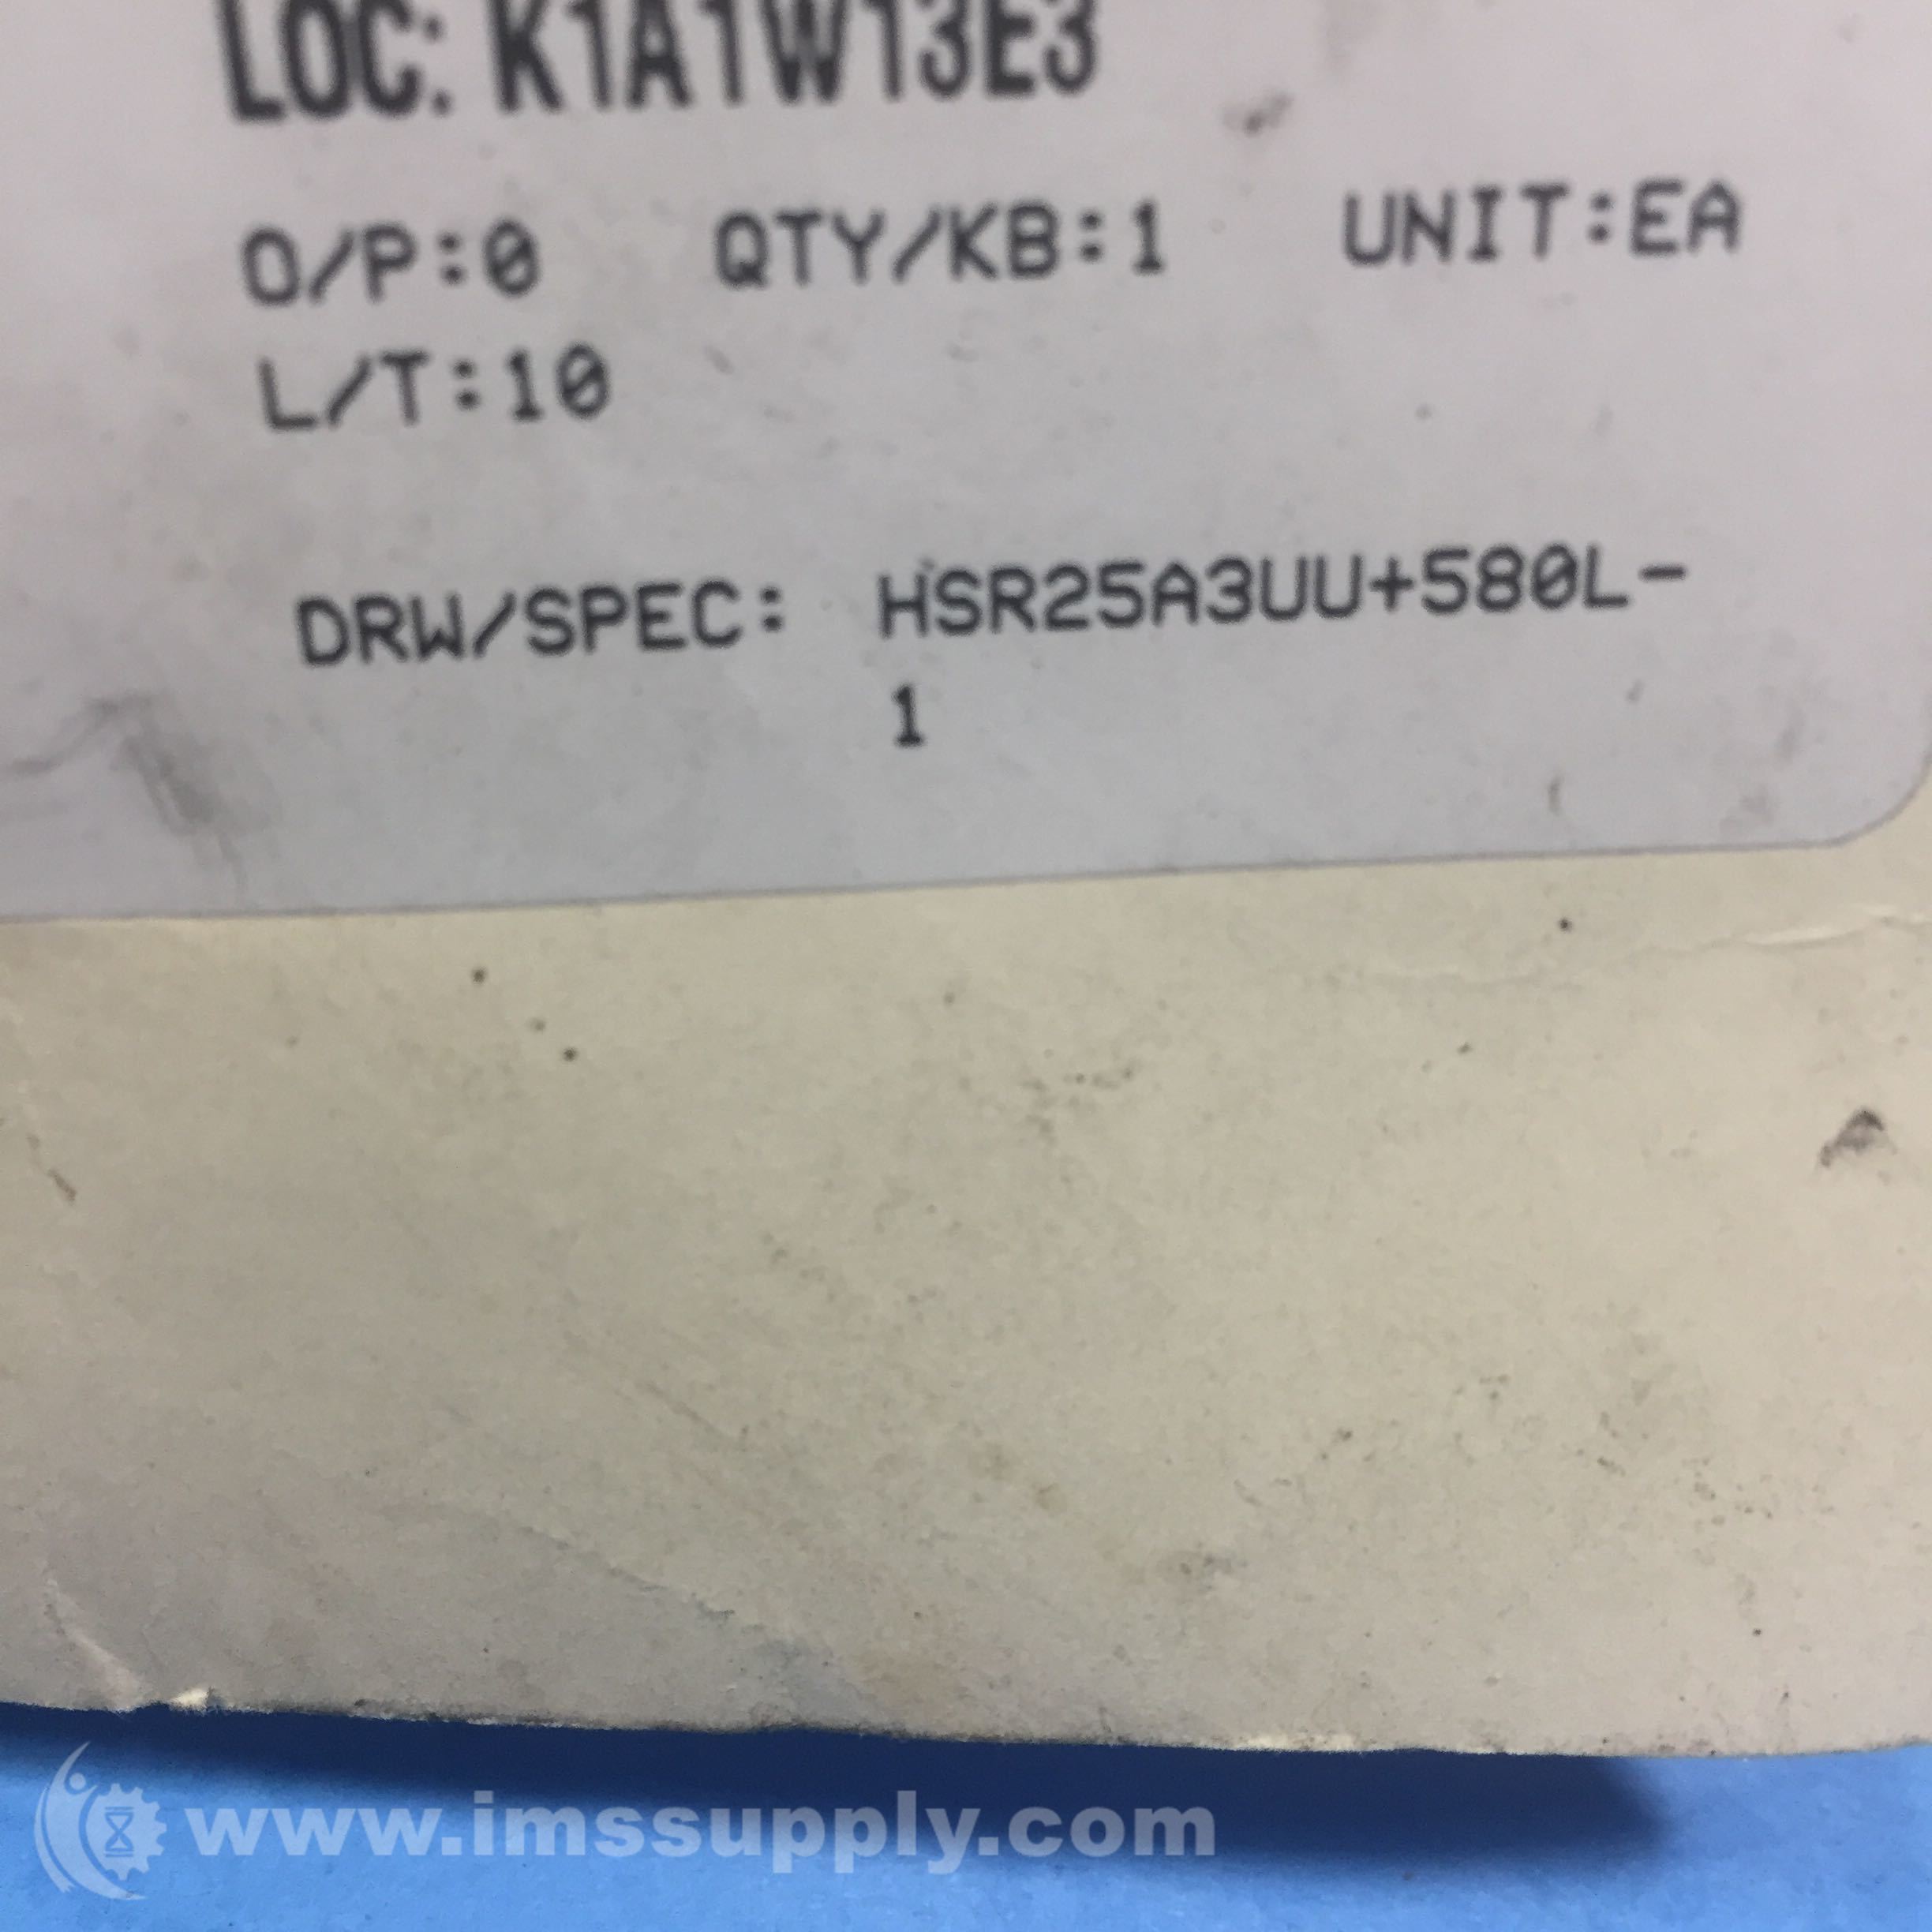 LOC: K1A1W13E3
O/P:0 QTY/KB:1 UNIT:EA
L/T:10
DRW/SPEC: HSR25A3UU+580L-
1
www.imssupply.com